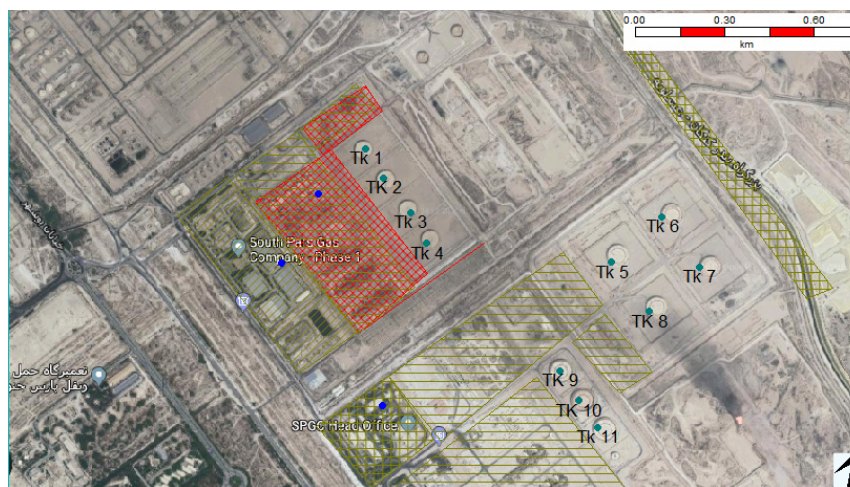 0.00 0.30 0.60
km
Tk 1
TK 2
Tk 3
Tk 4
Tk 6
Tk 5
Tk 7
TK 8
South Pars Gas
Company - Phase 1
تعمیرگاه حمل
TK 9
TK 10
Tk 11
SPGC Head Office